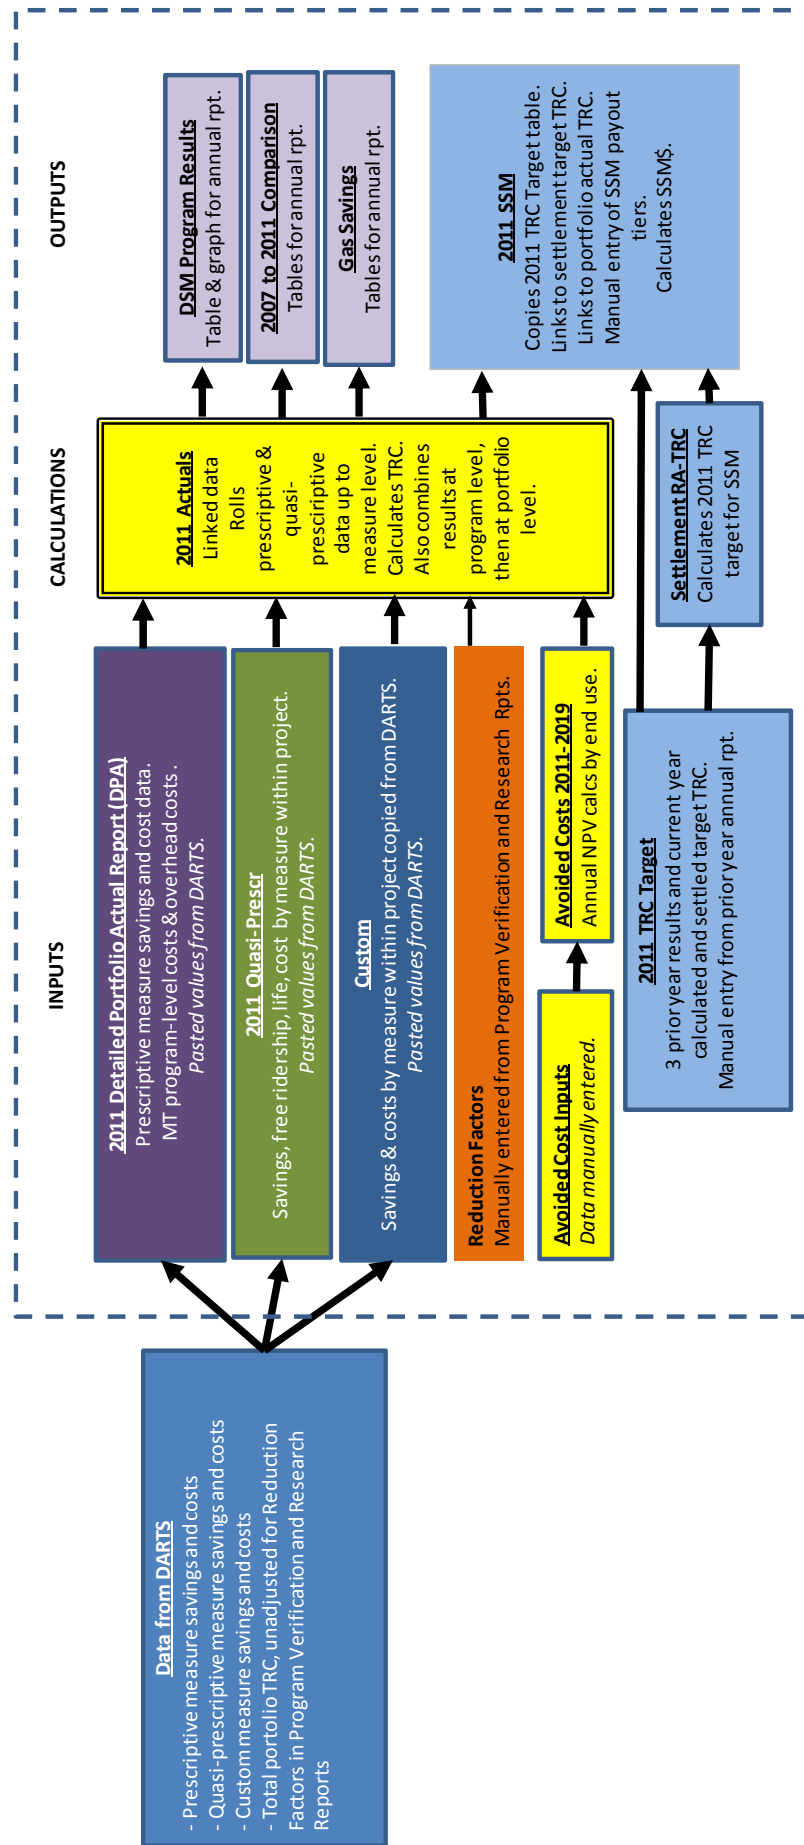 INPUTS
CALCULATIONS
OUTPUTS
Data from DARTS
- Prescriptive measure savings and costs
- Quasi-prescriptive measure savings and costs
- Custom measure savings and costs
- Total portolio TRC, unadjusted for Reduction
Factors in Program Verification and Research
Reports
2011 Detailed Portfolio Actual Report (DPA)
Prescriptive measure savings and cost data.
MT program-level costs & overhead costs .
Pasted values from DARTS.
2011 Quasi-Prescr
Savings, free ridership, life, cost by measure within project.
Pasted values from DARTS.
Custom
Savings & costs by measure within project copied from DARTS.
Pasted values from DARTS.
Reduction Factors
Manually entered from Program Verification and Research Rpts.
Avoided Cost Inputs
Data manually entered.
Avoided Costs 2011-2019
Annual NPV calcs by end use.
2011 TRC Target
3 prior year results and current year
calculated and settled target TRC.
Manual entry from prior year annual rpt.
2011 Actuals
Linked data
Rolls
prescriptive &
quasi-
presciriptive
data up to
measure level.
Calculates TRC.
Also combines
results at
program level,
then at portfolio
level.
Settlement RA-TRC
Calculates 2011 TRC
target for SSM
DSM Program Results
Table & graph for annual rpt.
2007 to 2011 Comparison
Tables for annual rpt.
Gas Savings
Tables for annual rpt.
2011 SSM
Copies 2011 TRC Target table.
Links to settlement target TRC.
Links to portfolio actual TRC.
Manual entry of SSM payout
tiers.
Calculates SSM$.